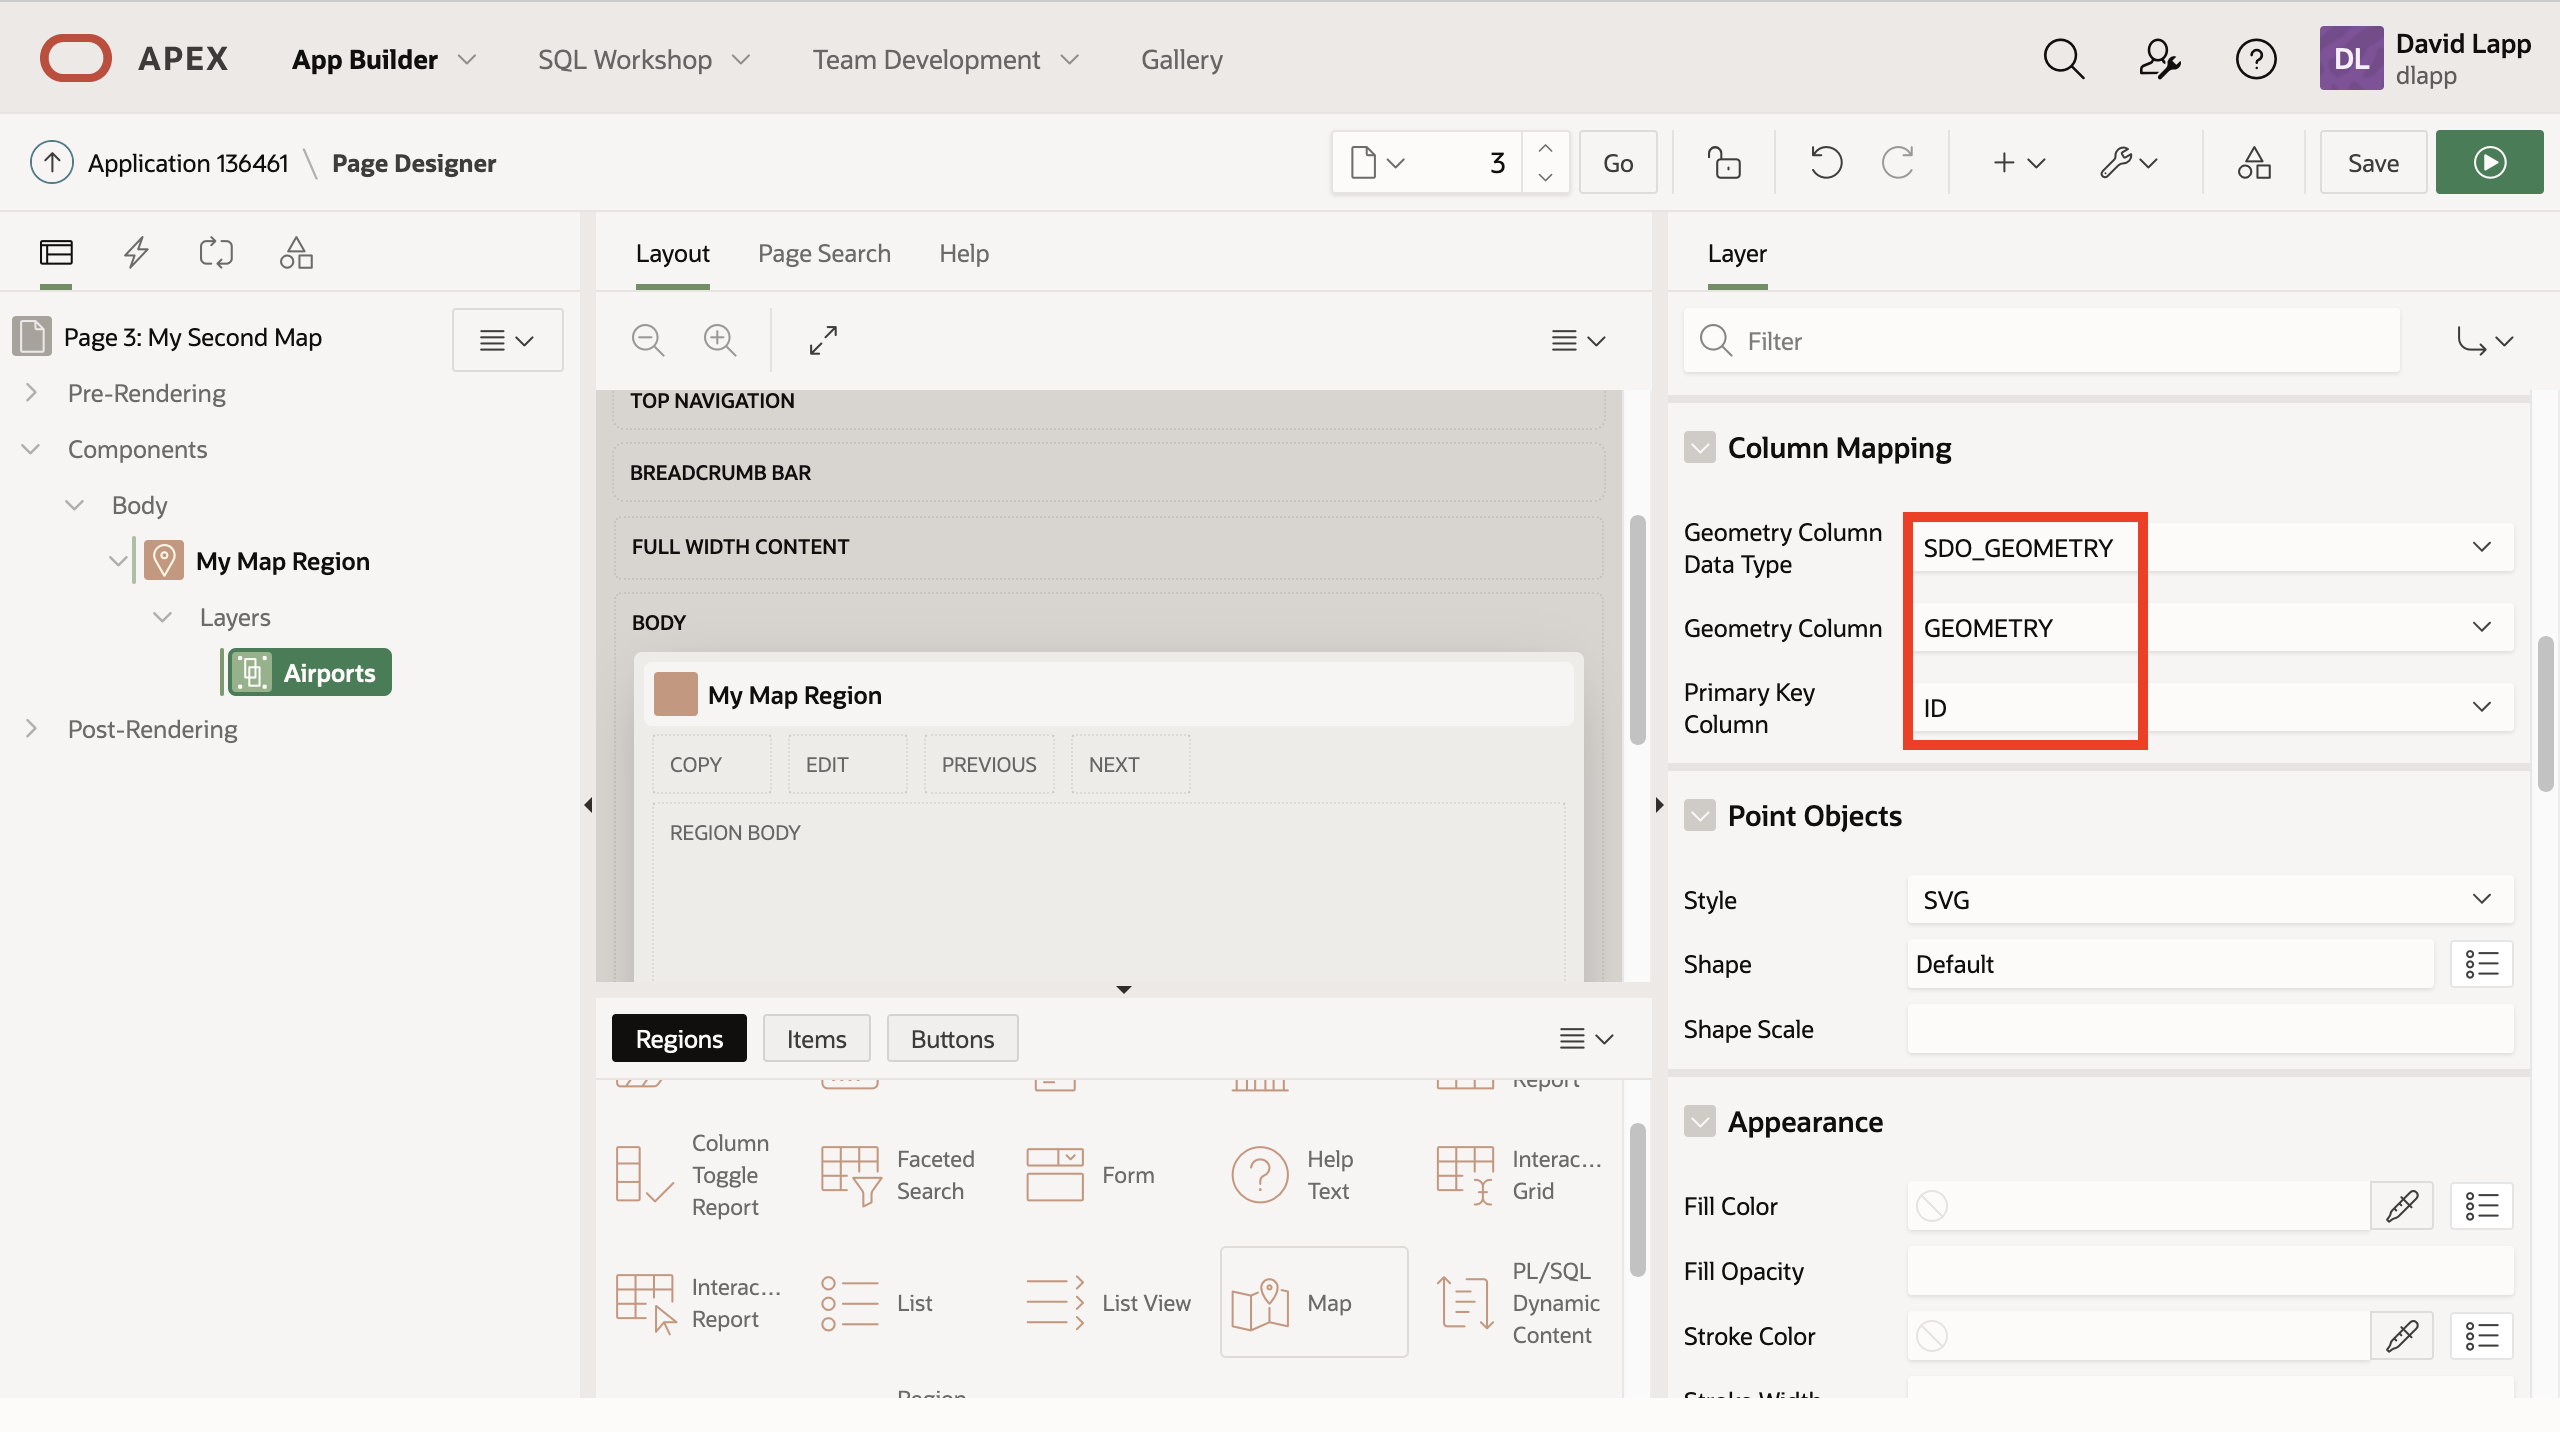 APEX
App Builder
SQL Workshop
Team Development
Gallery
DL
David Lapp
dlapp
Application 136461 \ Page Designer
3
Go
Save
Page 3: My Second Map
Pre-Rendering
Components
Body
My Map Region
Layers
Airports
Post-Rendering
Layout
Page Search
Help
TOP NAVIGATION
BREADCRUMB BAR
FULL WIDTH CONTENT
BODY
My Map Region
COPY
EDIT
PREVIOUS
NEXT
REGION BODY
Regions
Items
Buttons
Report
Column
Toggle
Report
Faceted
Search
Form
Help
Text
Interac...
Grid
Interac...
Report
List
List View
Map
PL/SQL
Dynamic
Content
Region
Layer
Filter
Column Mapping
Geometry Column
Data Type
SDO_GEOMETRY
Geometry Column
GEOMETRY
Primary Key
Column
ID
Point Objects
Style
SVG
Shape
Default
Shape Scale
Appearance
Fill Color
Fill Opacity
Stroke Color
Stroke Width